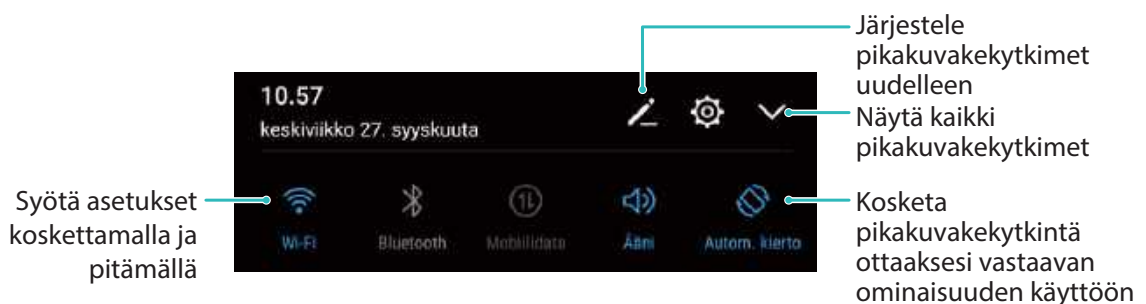 Järjestele
pikakuvakekytkimet
uudelleen
10.57
keskiviikko 27. syyskuuta
Näytä kaikki
pikakuvakekytkimet
Syötä asetukset
koskettamalla ja
pitämällä
Wi-Fi
Bluetooth
Mobiilidata
Ääni
Autom. kierto
Kosketa
pikakuvakekytkintä
ottaaksesi vastaavan
ominaisuuden käyttöön